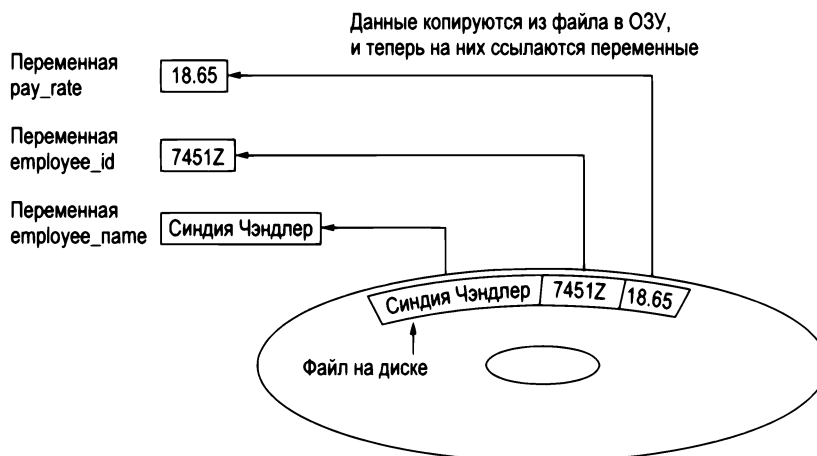 Данные копируются из файла в ОЗУ,
и теперь на них ссылаются переменные
Переменная
pay_rate
18.65
Переменная
employee_id
7451Z
Переменная
employee_name
Синдия Чэндлер
Синдия Чэндлер 7451Z 18.65
Файл на диске